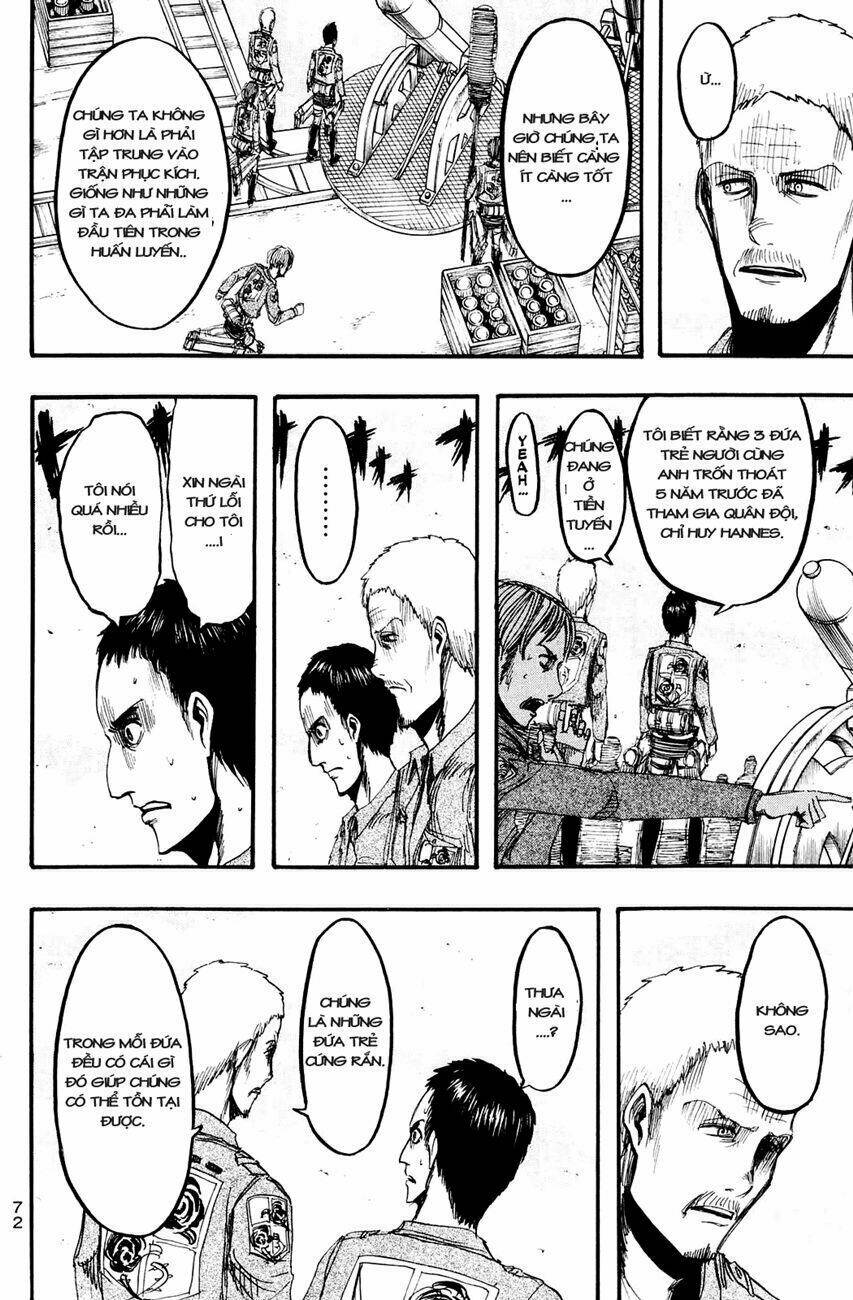 Ữ...
NHƯNG BÂY
GIỜ CHÚNG TA
NÊN BIẾT CÀNG
ÍT CÀNG TỐT
...
CHÚNG TA KHÔNG
GÌ HƠN LÀ PHẢI
TẬP TRUNG VÀO
TRẬN PHỤC KÍCH.
GIỐNG NHƯ NHỮNG
GÌ TA ĐA PHẢI LÀM
ĐẦU TIÊN TRONG
HUẤN LUYẾN..
TÔI BIẾT RẰNG 3 ĐỨA
TRẺ NGƯỜI CÙNG
ANH TRỐN THOÁT
5 NĂM TRƯỚC ĐÃ
THAM GIA QUÂN ĐỘI,
CHỈ HUY HANNES.
CHÚNG
ĐANG
Ở
TIỀN
TUYẾN
...
YEAH...
.........
XIN NGÀI
THỨ LỖI
CHO TÔI
....!
TÔI NÓI
QUÁ NHIỀU
RỒI...
KHÔNG
SAO.
THƯA
NGÀI
....?
CHÚNG
LÀ NHỮNG
ĐỨA TRẺ
CỨNG RẮN.
TRONG MỖI ĐỨA
ĐỀU CÓ CÁI GÌ
ĐÓ GIÚP CHÚNG
CÓ THỂ TỒN TẠI
ĐƯỢC.
72